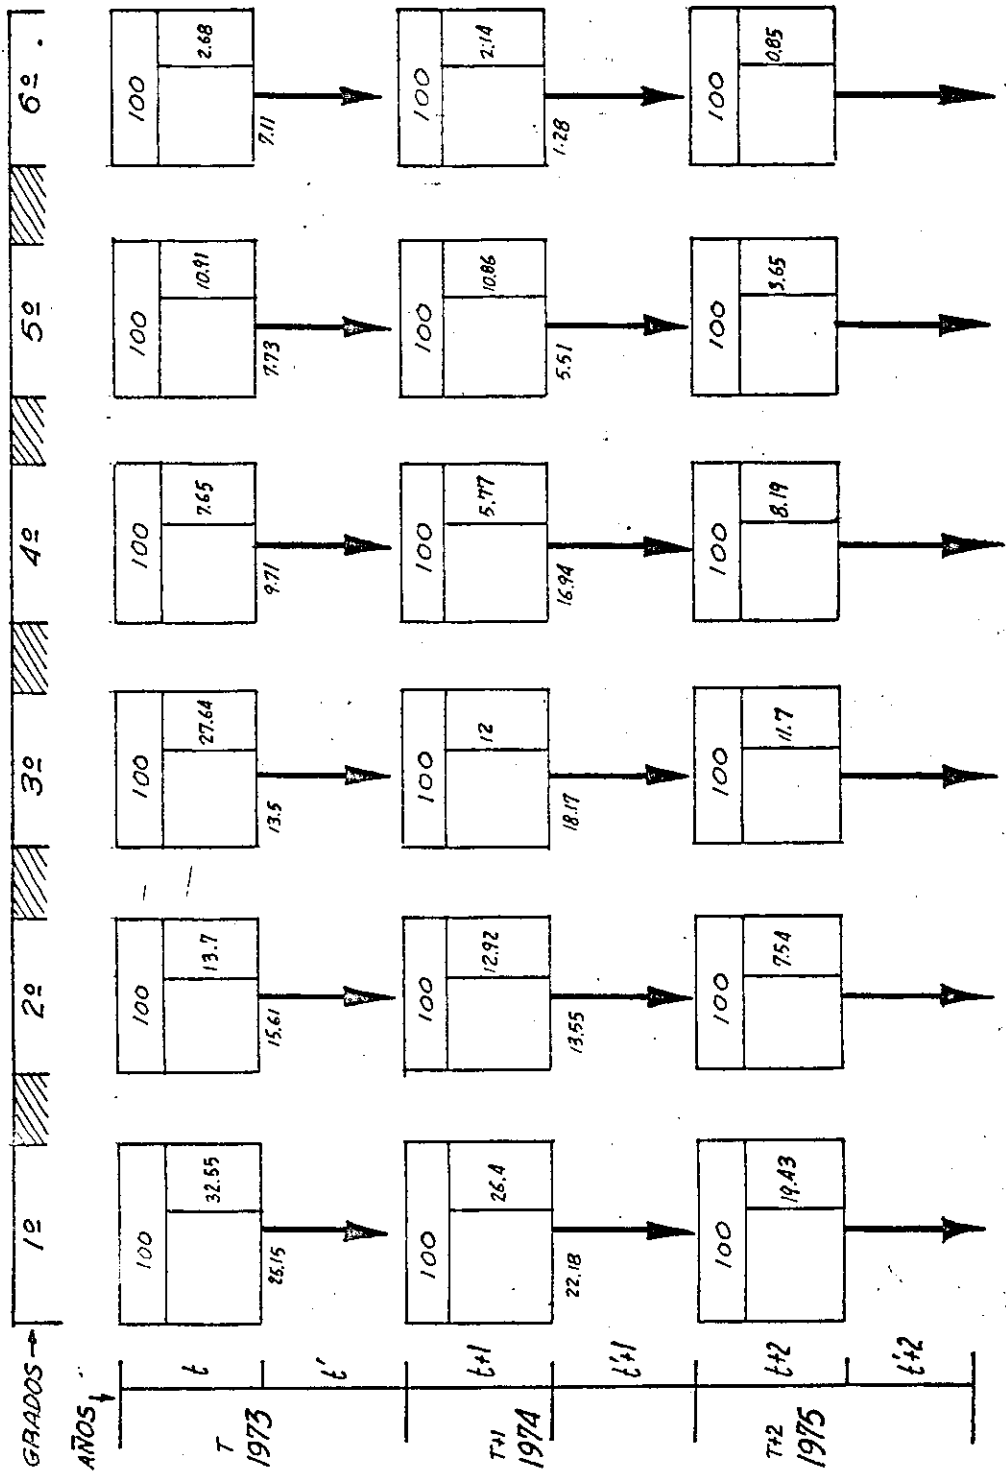 GRADOS → 1º 2º 3º 4º 5º 6º
AÑOS ↓
T 1973
t
100 100 100 100 100 100
32.55 13.7 27.64 7.65 10.91 2.68
t'
15.61 13.5 9.71 7.73 7.11
T+1 1974
t+1
100 100 100 100 100 100
26.4 12.92 12 5.77 10.86 2.14
t'+1
22.18 13.55 18.17 16.94 5.51 1.28
T+2 1975
t+2
100 100 100 100 100 100
19.43 7.54 11.7 8.19 3.65 0.85
t'+2